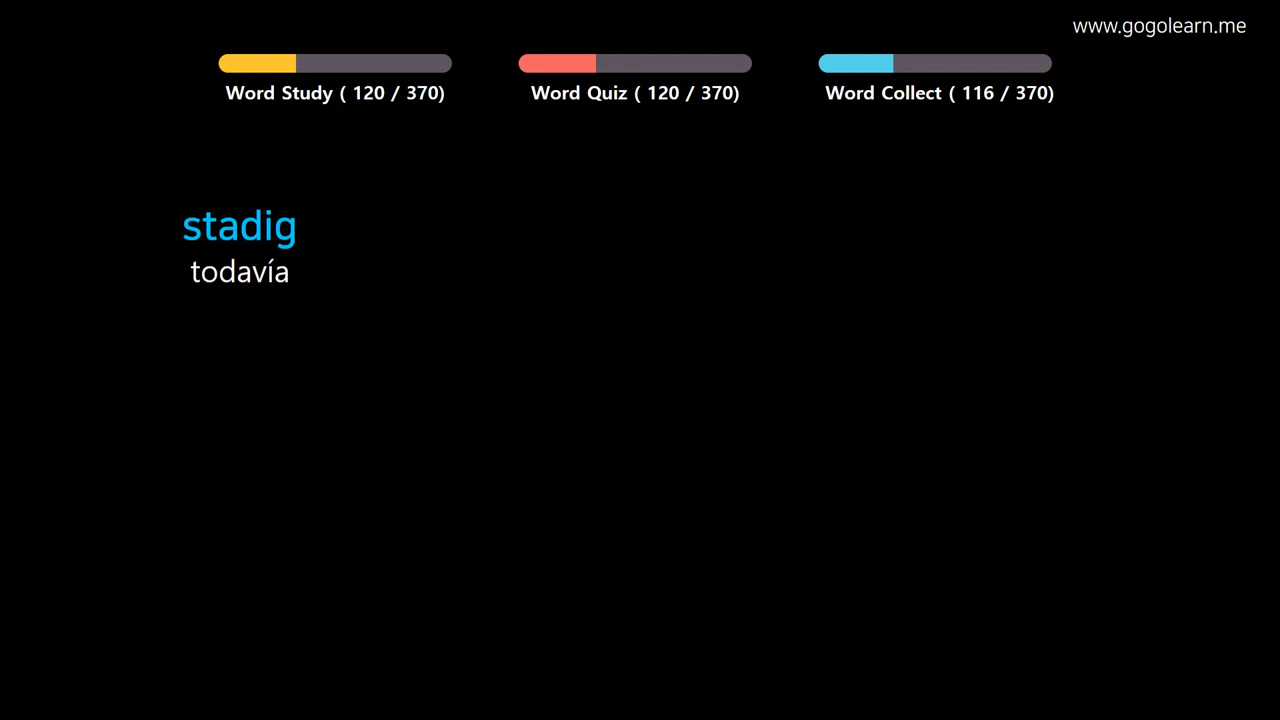 www.gogolearn.me
Word Study ( 120 / 370)
Word Quiz ( 120 / 370)
Word Collect ( 116 / 370)
stadig
todavía